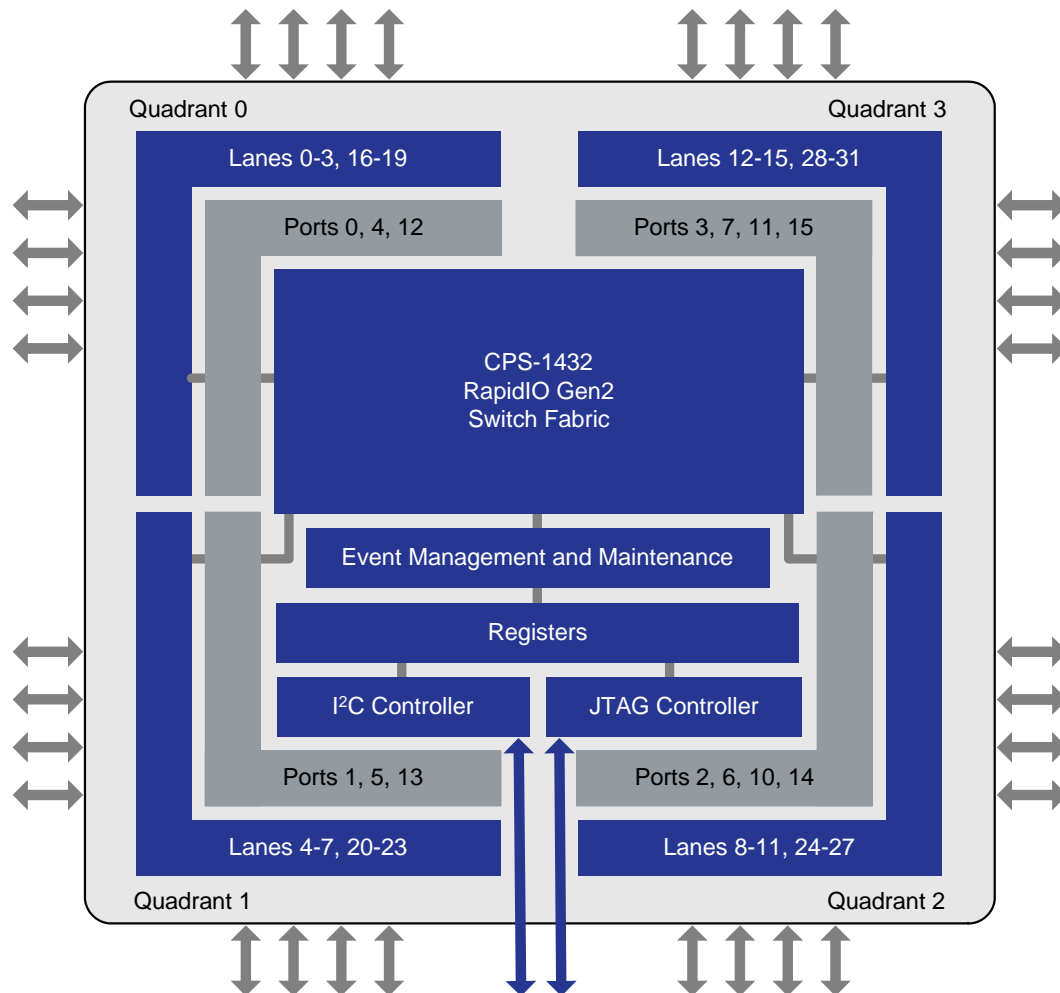 Quadrant 0
Quadrant 3
Lanes 0-3, 16-19
Lanes 12-15, 28-31
Ports 0, 4, 12
Ports 3, 7, 11, 15
CPS-1432
RapidIO Gen2
Switch Fabric
Event Management and Maintenance
Registers
I²C Controller
JTAG Controller
Ports 1, 5, 13
Ports 2, 6, 10, 14
Lanes 4-7, 20-23
Lanes 8-11, 24-27
Quadrant 1
Quadrant 2